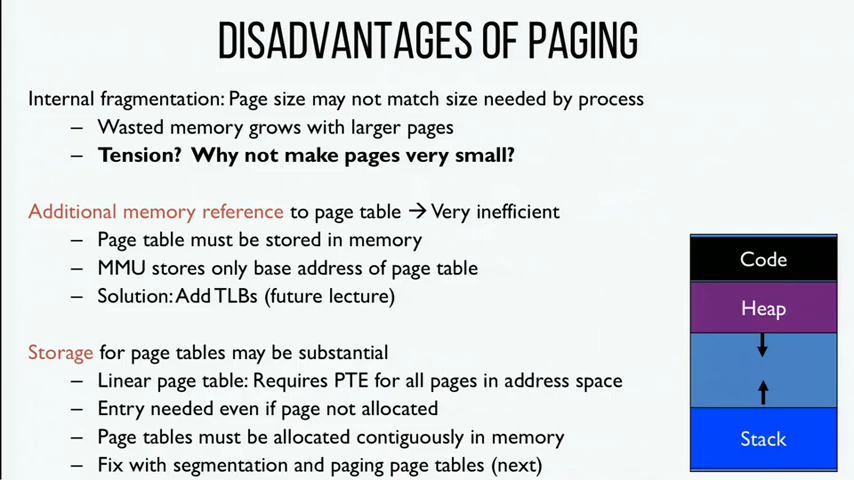 DISADVANTAGES OF PAGING
Internal fragmentation: Page size may not match size needed by process
– Wasted memory grows with larger pages
– Tension? Why not make pages very small?
Additional memory reference to page table → Very inefficient
– Page table must be stored in memory
– MMU stores only base address of page table
– Solution: Add TLBs (future lecture)
Storage for page tables may be substantial
– Linear page table: Requires PTE for all pages in address space
– Entry needed even if page not allocated
– Page tables must be allocated contiguously in memory
– Fix with segmentation and paging page tables (next)
Code
Heap
Stack